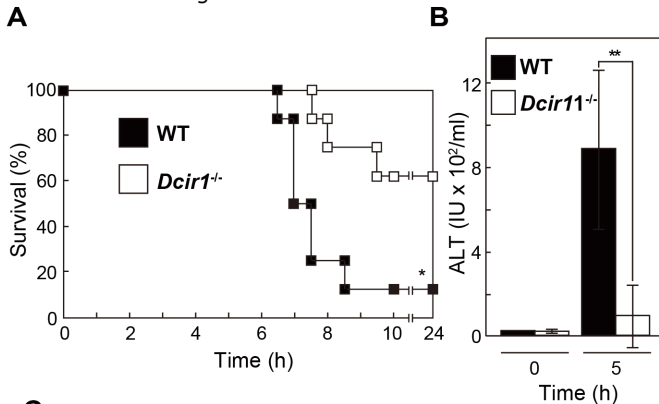 A
100
80
60
40
20
0
Survival (%)
WT
Dcir1-/-
*
0 2 4 6 8 10 24
Time (h)
B
WT
Dcir11-/-
**
12
8
4
0
ALT (IU x 10²/ml)
0 5
Time (h)